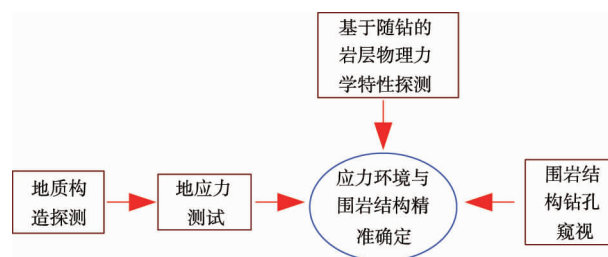 基于随钻的
岩层物理力
学特性探测
地质构
造探测
地应力
测试
应力环境与
围岩结构精
准确定
围岩结
构钻孔
窥视